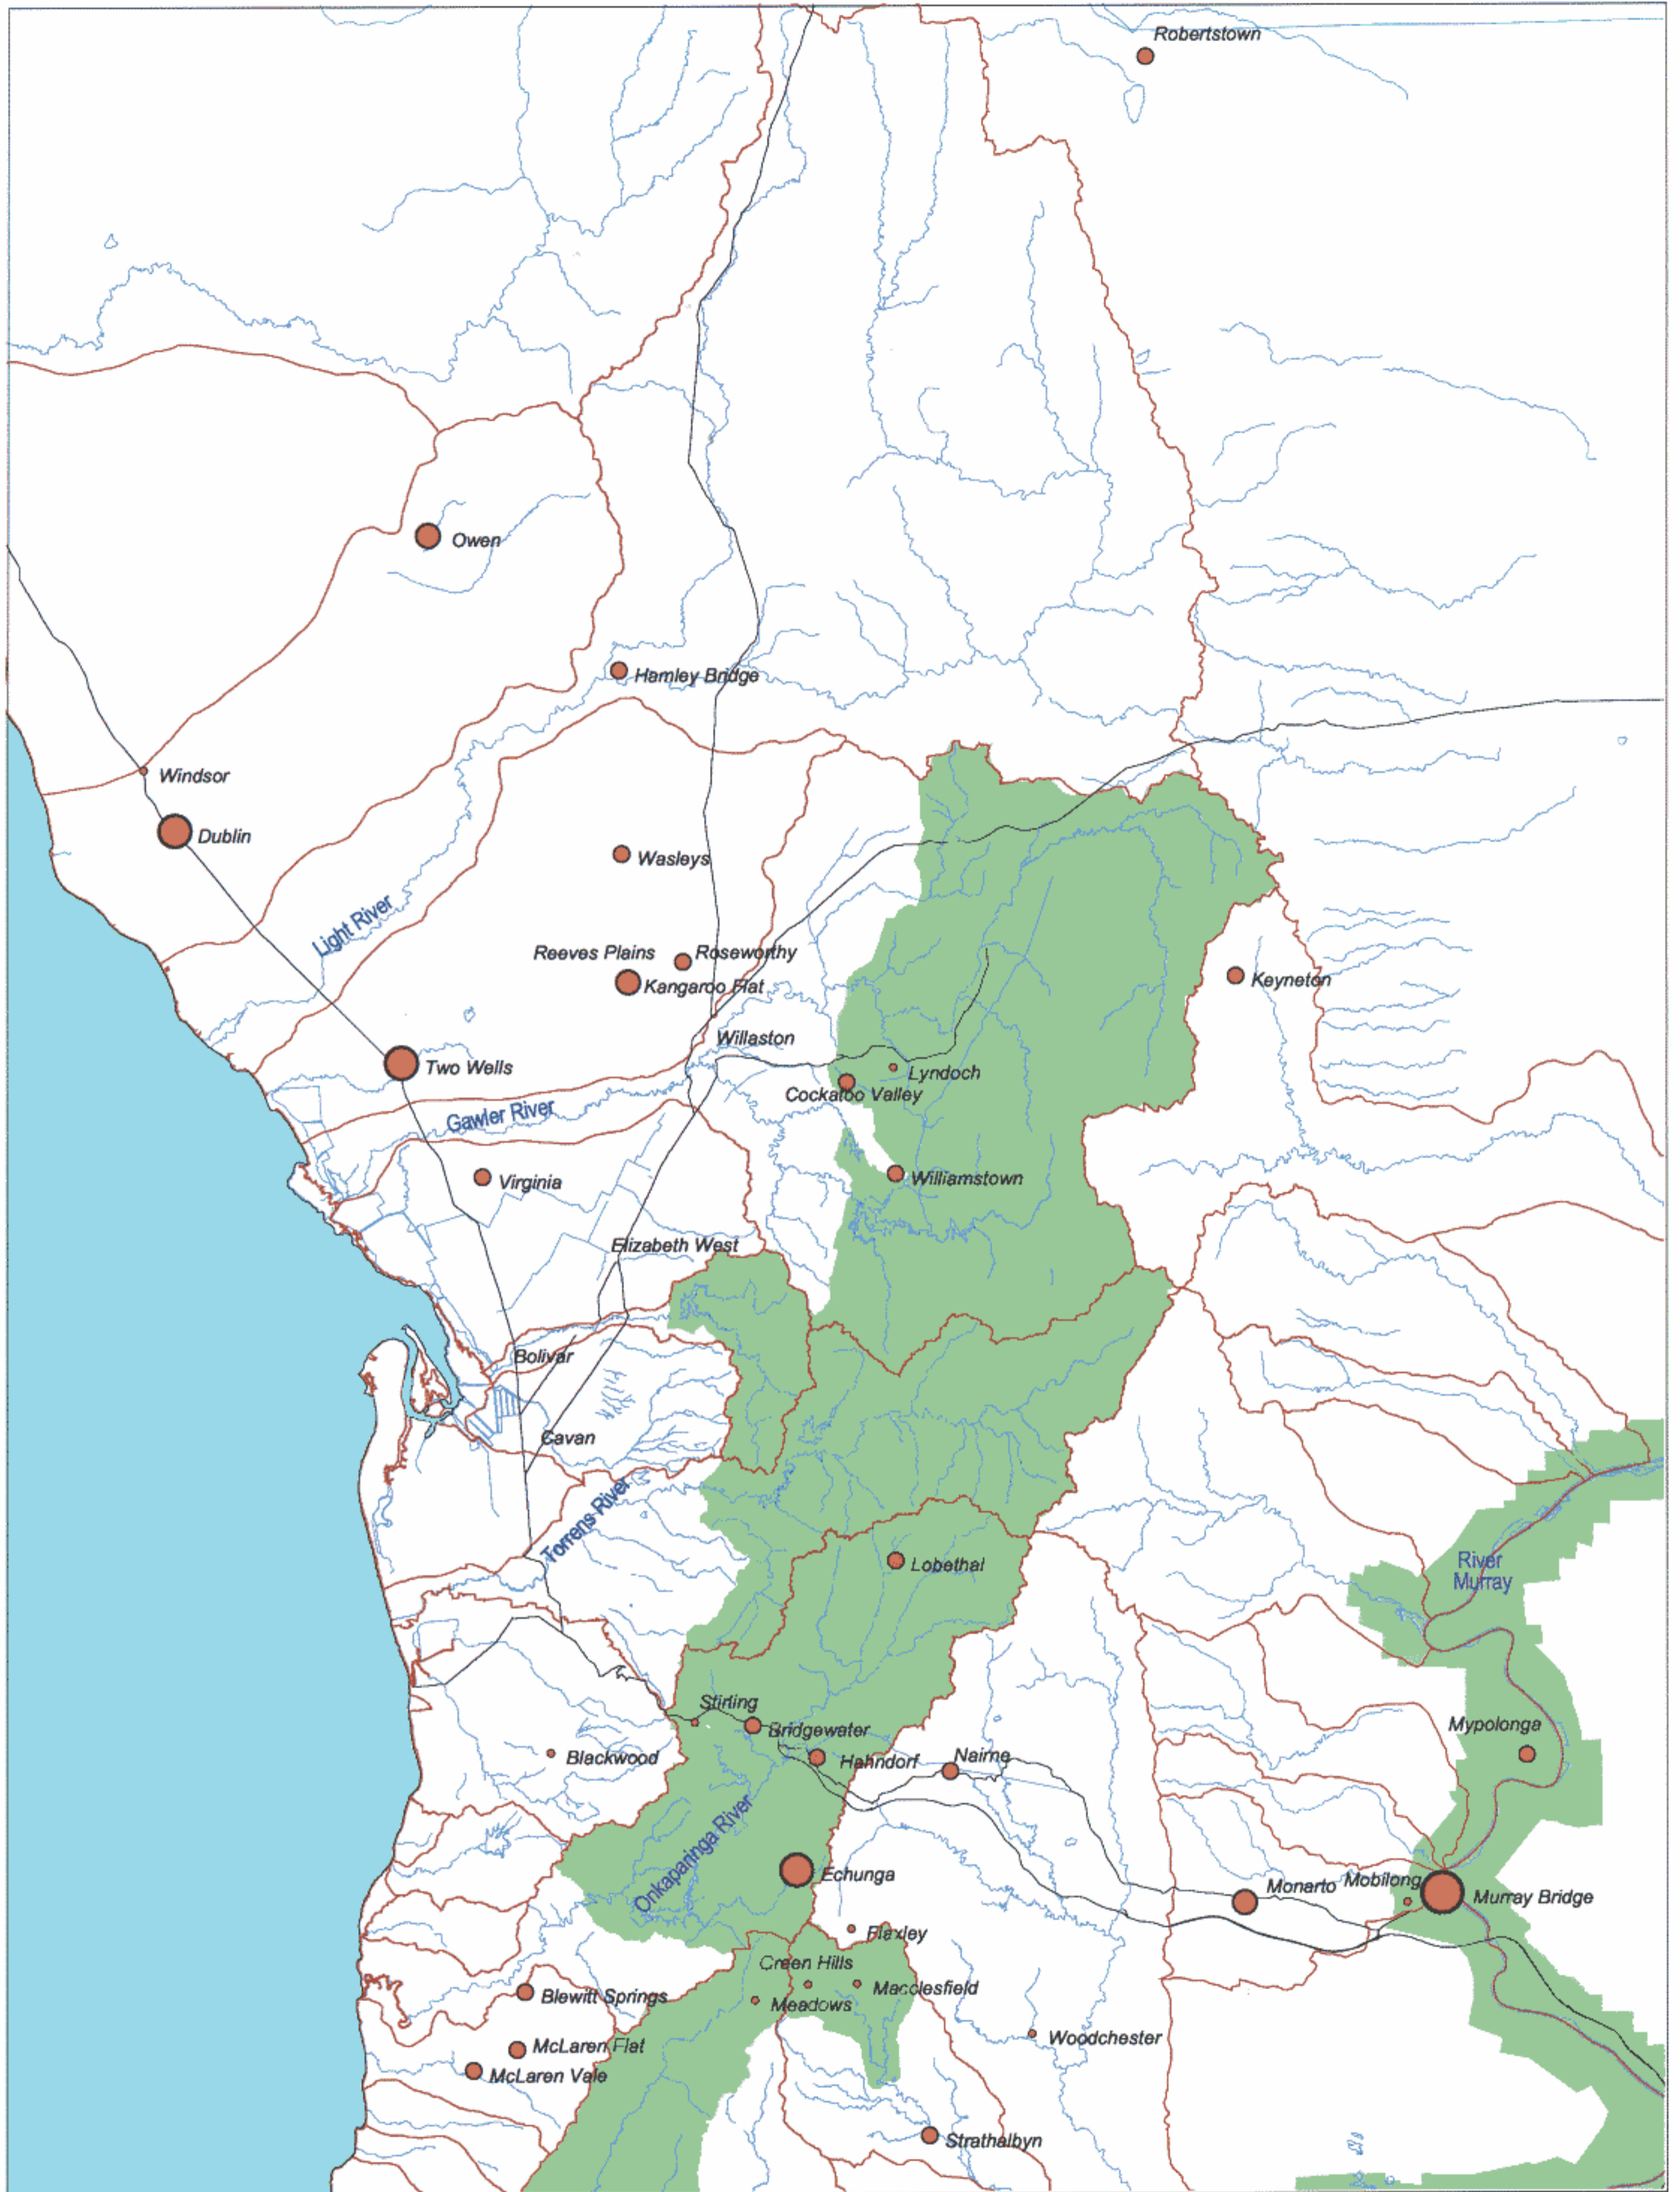 Robertstown
Owen
Hamley Bridge
Windsor
Dublin
Wasleys
Light River
Reeves Plains
Roseworthy
Kangaroo Flat
Keyneton
Willaston
Two Wells
Lyndoch
Cockatoo Valley
Gawler River
Virginia
Williamstown
Elizabeth West
Bolivar
Cavan
Torrens River
Lobethal
River
Murray
Stirling
Bridgewater
Mypolonga
Blackwood
Hahndorf
Nairne
Onkaparinga River
Echunga
Monarto
Mobilong
Murray Bridge
Flaxley
Green Hills
Macclesfield
Meadows
Blewitt Springs
Woodchester
McLaren Flat
McLaren Vale
Strathalbyn